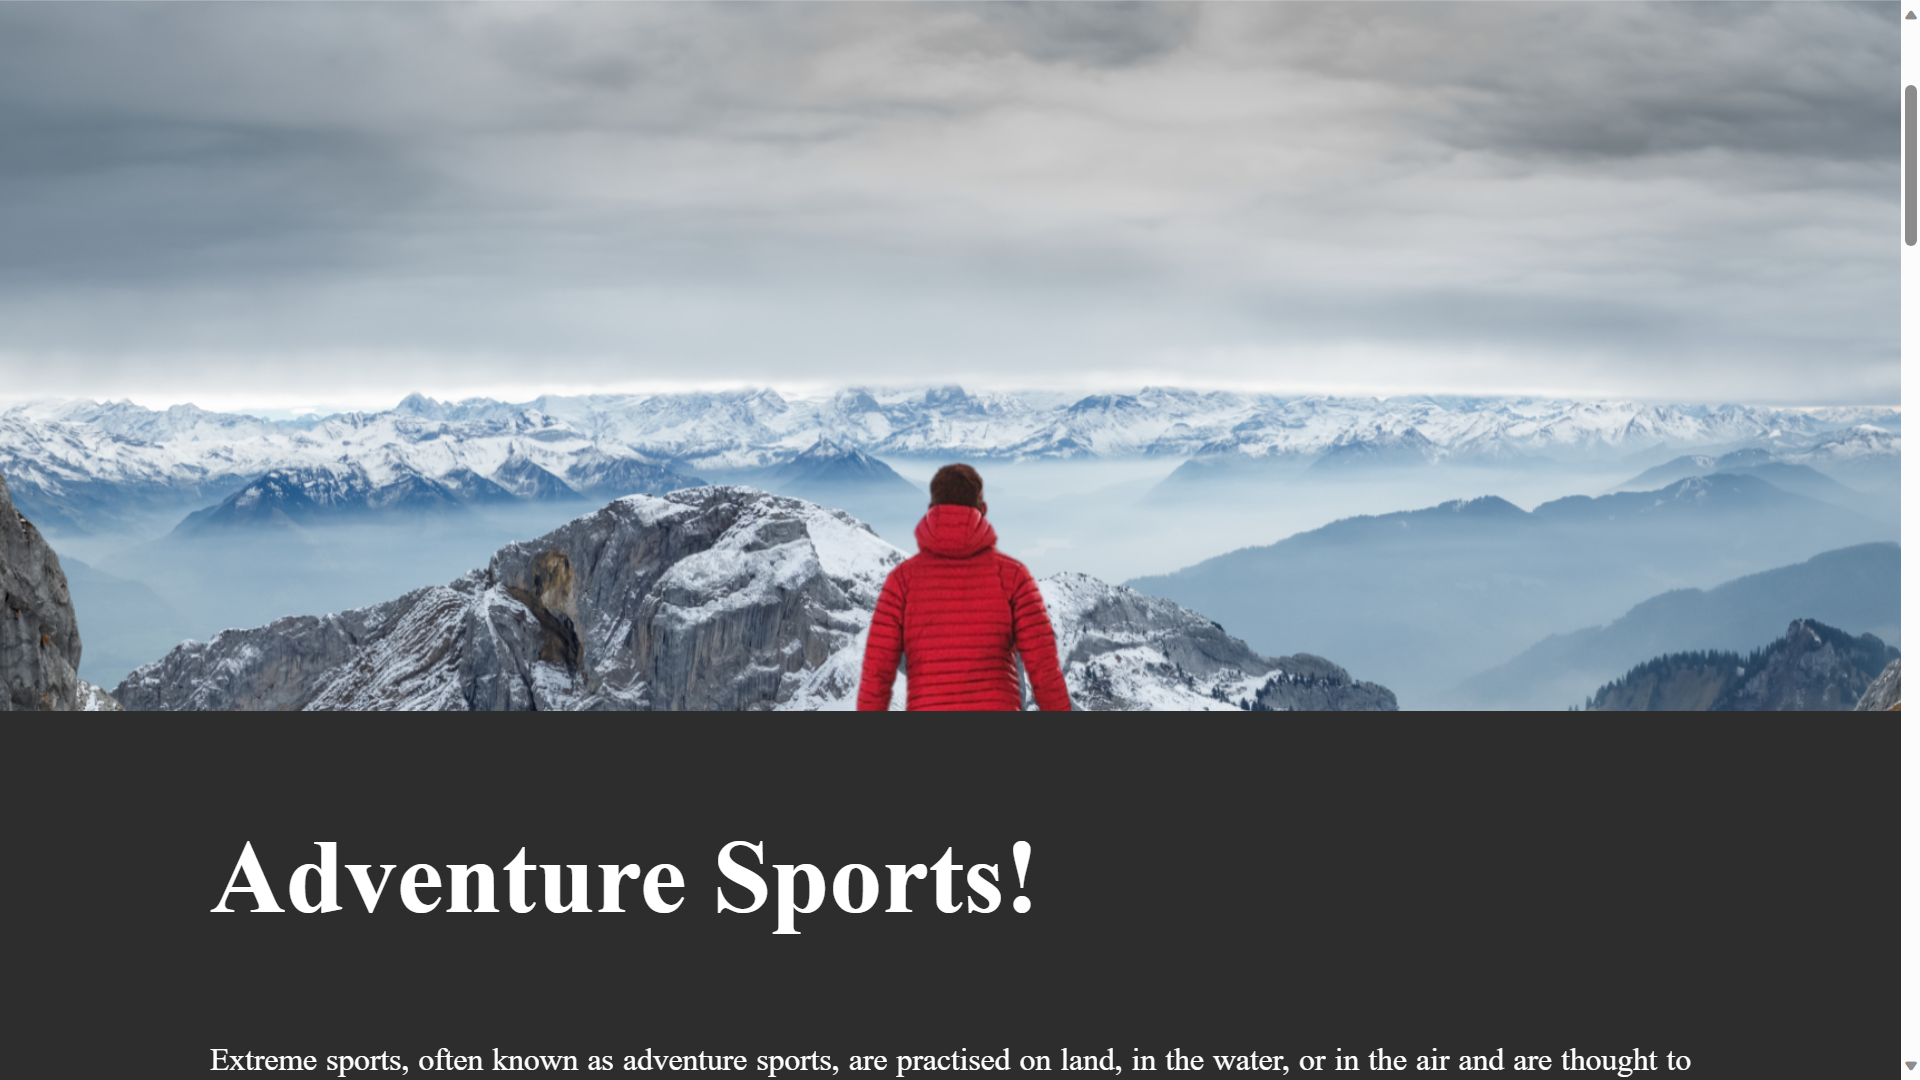 Adventure Sports!
Extreme sports, often known as adventure sports, are practised on land, in the water, or in the air and are thought to